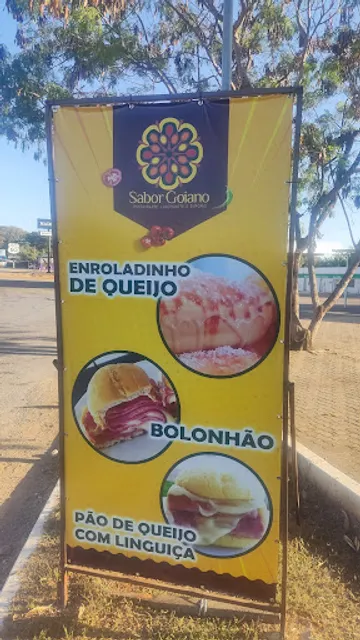 Sabor Goiano
ENROLADINHO
DE QUEIJO
BOLONHÃO
PÃO DE QUEIJO
COM LINGUIÇA